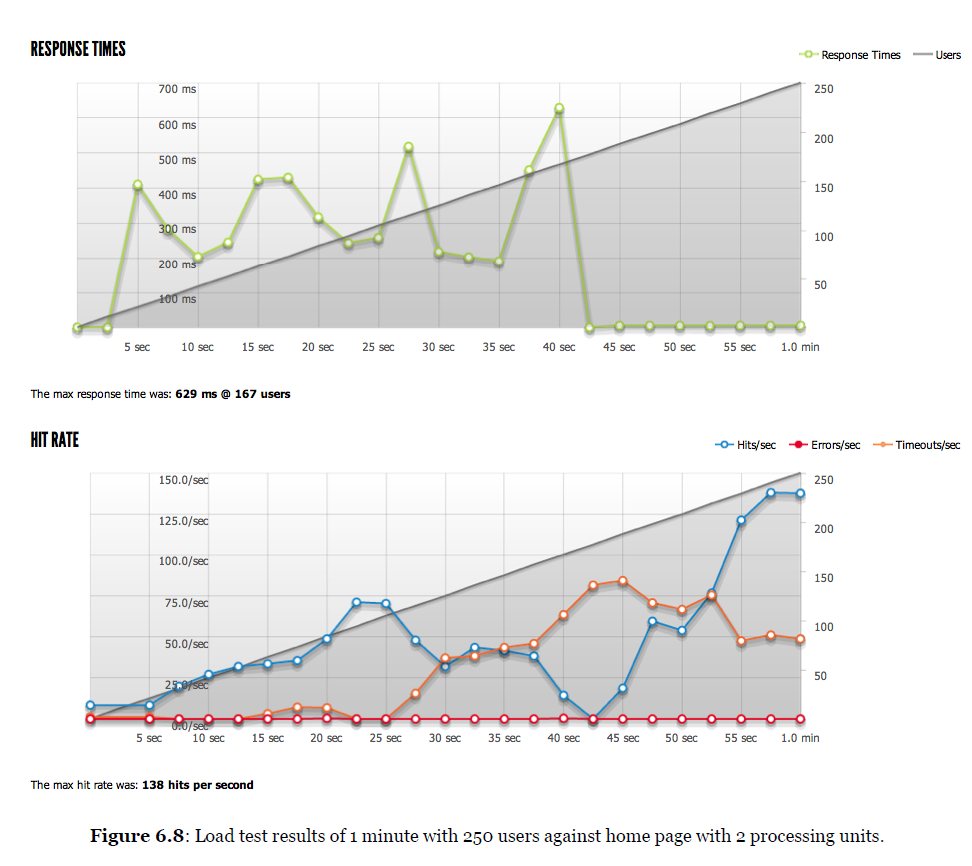 RESPONSE TIMES
Response Times Users
700 ms
600 ms
500 ms
400 ms
300 ms
200 ms
100 ms
250
200
150
100
50
5 sec 10 sec 15 sec 20 sec 25 sec 30 sec 35 sec 40 sec 45 sec 50 sec 55 sec 1.0 min
The max response time was: 629 ms @ 167 users
HIT RATE
Hits/sec Errors/sec Timeouts/sec
150.0/sec
125.0/sec
100.0/sec
75.0/sec
50.0/sec
25.0/sec
0.0/sec
250
200
150
100
50
5 sec 10 sec 15 sec 20 sec 25 sec 30 sec 35 sec 40 sec 45 sec 50 sec 55 sec 1.0 min
The max hit rate was: 138 hits per second
Figure 6.8: Load test results of 1 minute with 250 users against home page with 2 processing units.